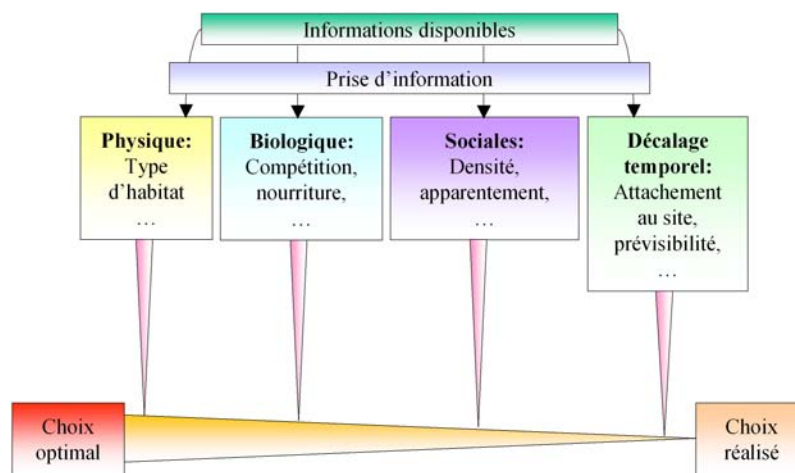 Informations disponibles
Prise d'information
Physique:
Type
d'habitat
…
Biologique:
Compétition,
nourriture,
…
Sociales:
Densité,
apparentement,
…
Décalage
temporel:
Attachement
au site,
prévisibilité,
…
Choix
optimal
Choix
réalisé